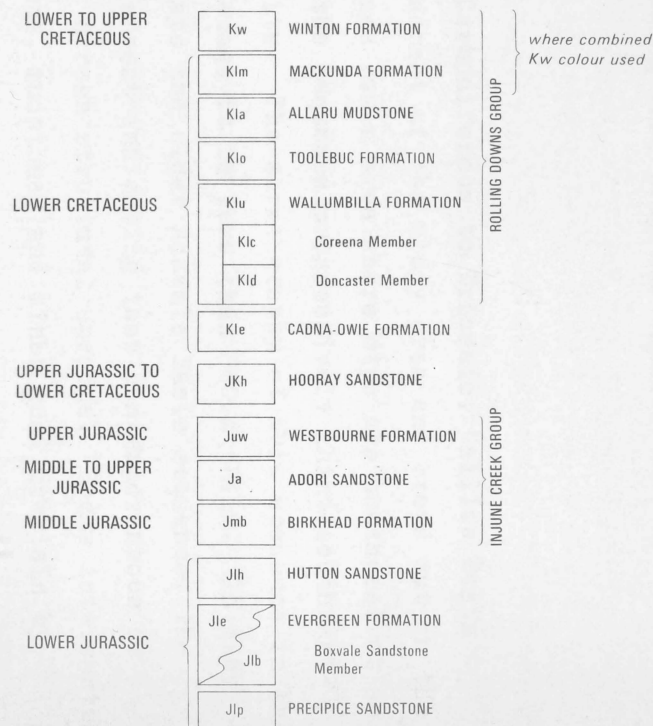 LOWER TO UPPER
CRETACEOUS
Kw
WINTON FORMATION
where combined
Kw colour used
Klm
MACKUNDA FORMATION
Kla
ALLARU MUDSTONE
Klo
TOOLEBUC FORMATION
ROLLING DOWNS GROUP
LOWER CRETACEOUS
Klu
WALLUMBILLA FORMATION
Klc
Coreena Member
Kld
Doncaster Member
Kle
CADNA-OWIE FORMATION
UPPER JURASSIC TO
LOWER CRETACEOUS
JKh
HOORAY SANDSTONE
UPPER JURASSIC
Juw
WESTBOURNE FORMATION
MIDDLE TO UPPER
JURASSIC
Ja
ADORI SANDSTONE
INJUNE CREEK GROUP
MIDDLE JURASSIC
Jmb
BIRKHEAD FORMATION
Jlh
HUTTON SANDSTONE
LOWER JURASSIC
Jle
EVERGREEN FORMATION
Jlb
Boxvale Sandstone
Member
Jlp
PRECIPICE SANDSTONE